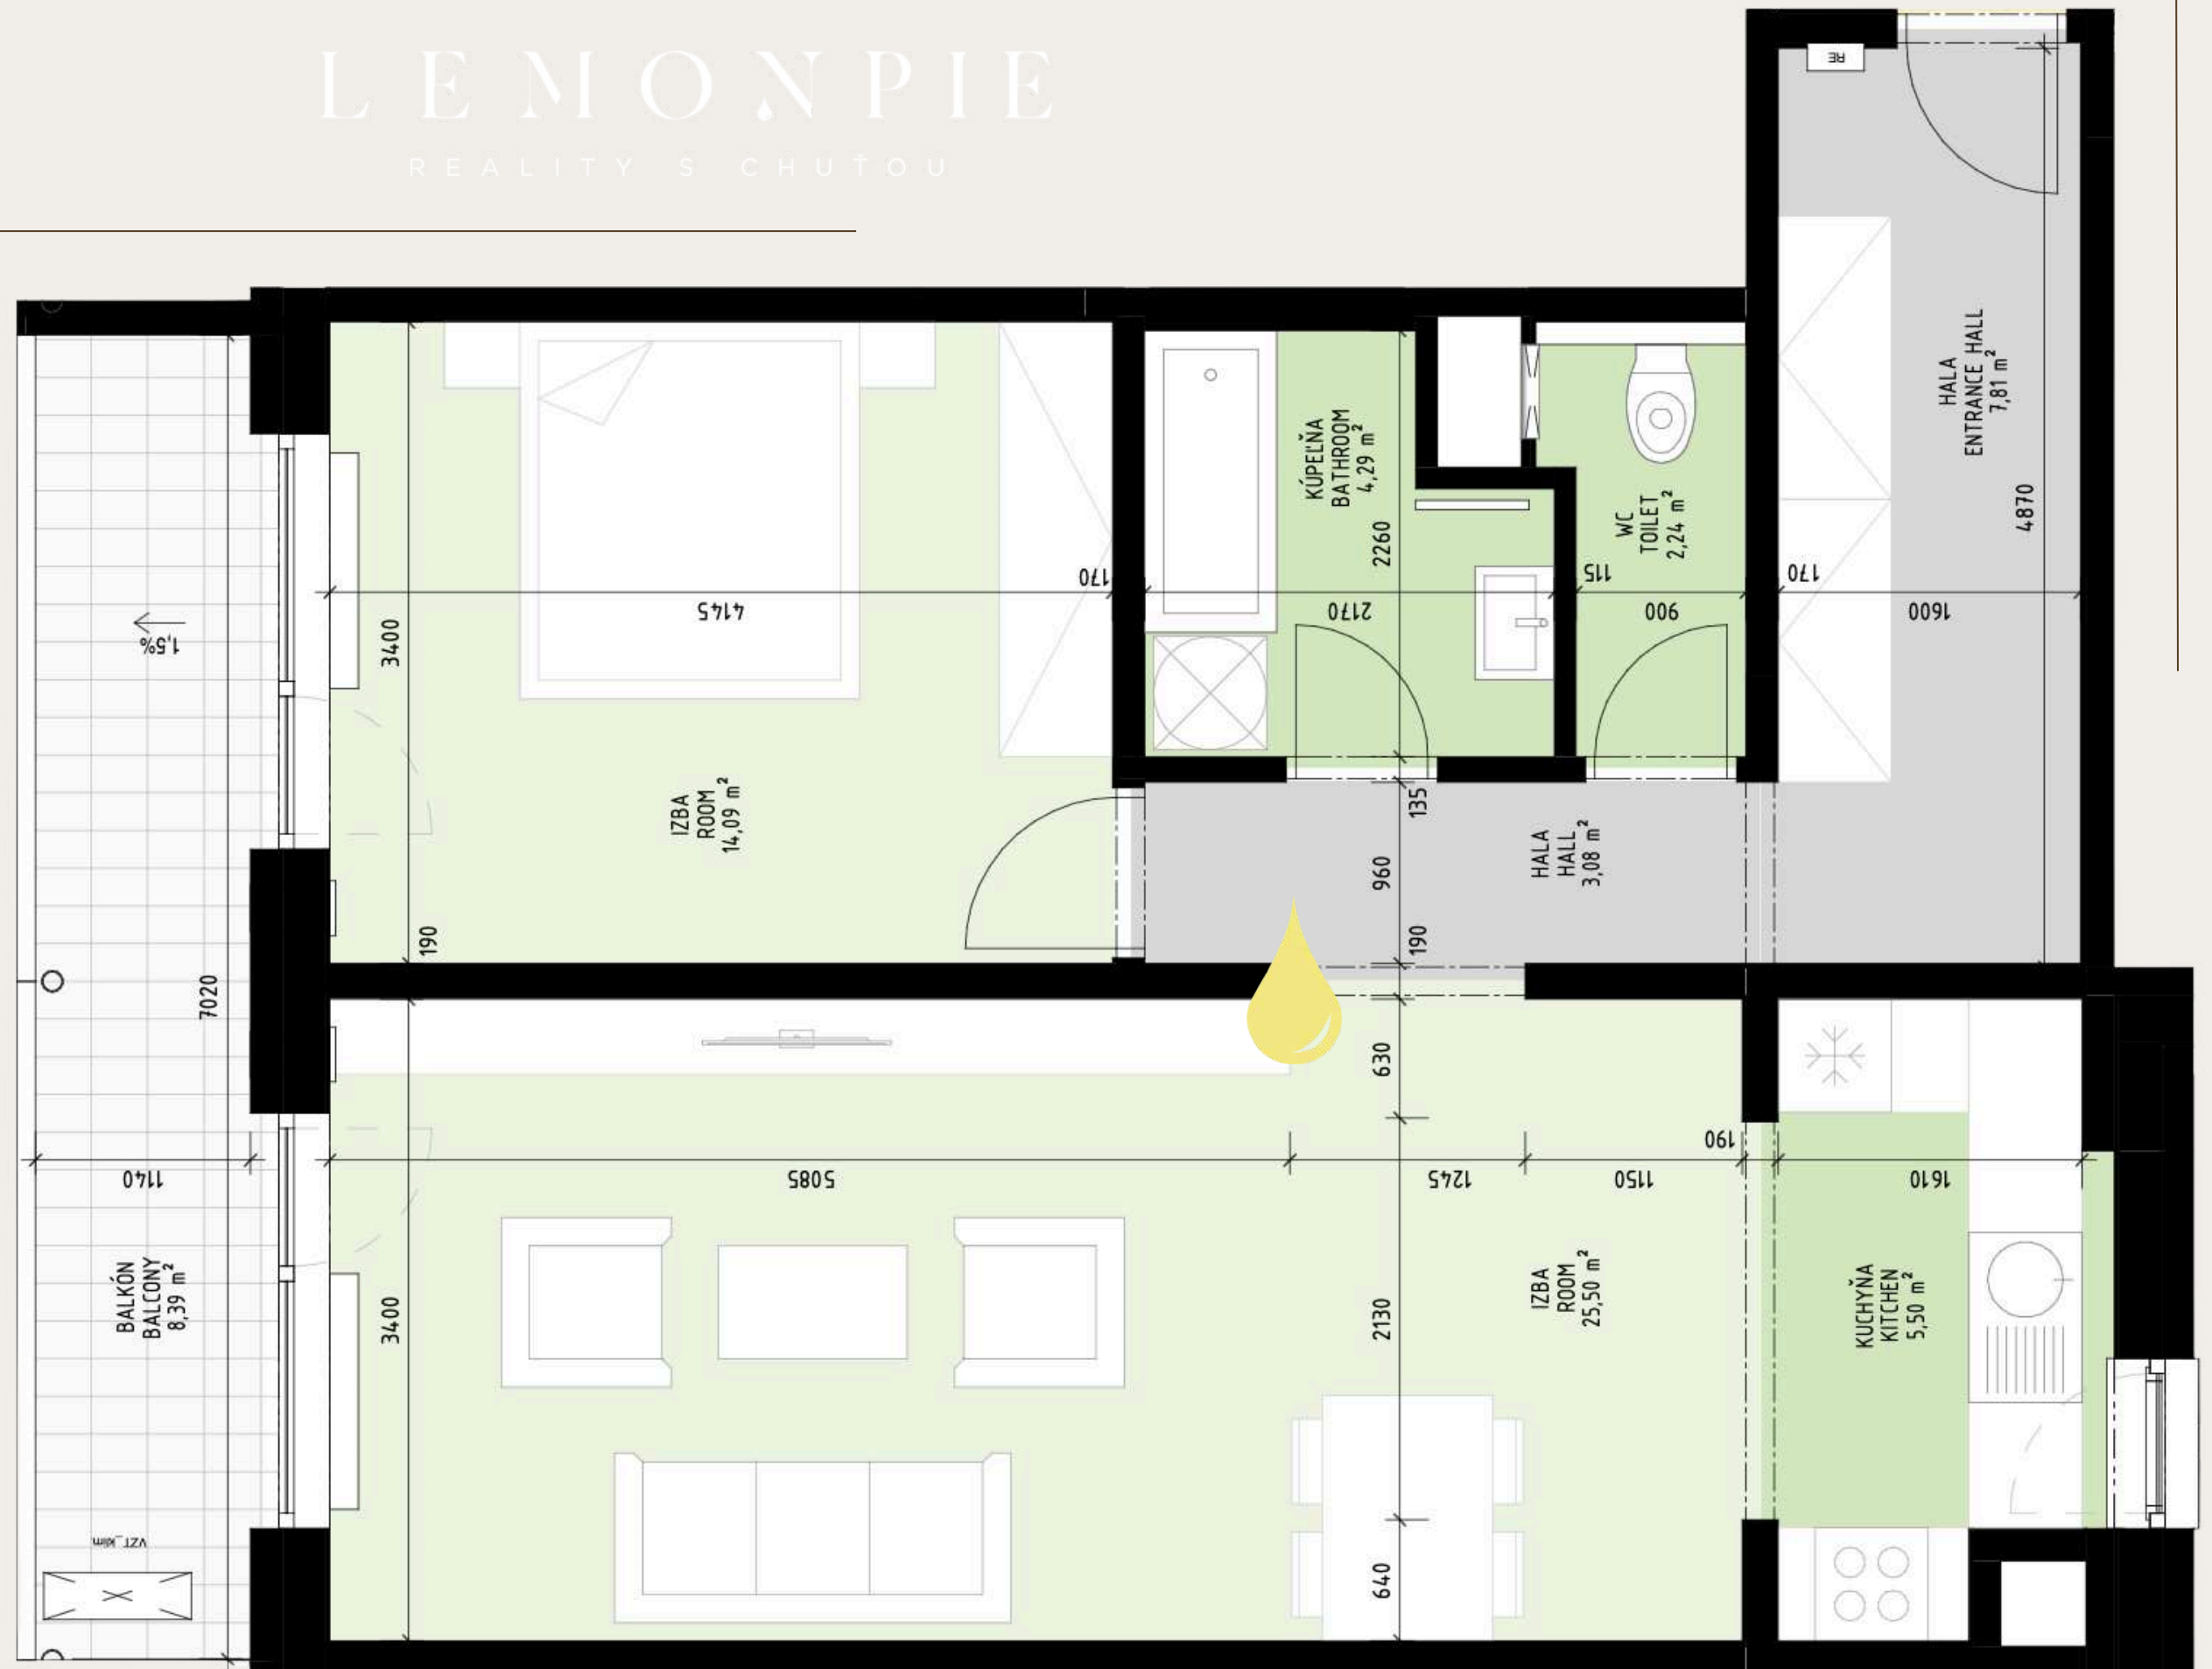 LEMONPIE
REALITY S CHUŤOU
RE
HALA
ENTRANCE HALL
7,81 m²
4870
170
1600
KÚPEĽŇA
BATHROOM
4,29 m²
2260
2170
WC
TOILET
2,24 m²
115
900
170
4145
3400
IZBA
ROOM
14,09 m²
190
1,5%
7020
135
960
190
HALA
HALL
3,08 m²
630
190
1140
5085
1245
1150
1610
BALKÓN
BALCONY
8,39 m²
3400
2130
IZBA
ROOM
25,50 m²
KUCHYŇA
KITCHEN
5,50 m²
VZT_klim
640